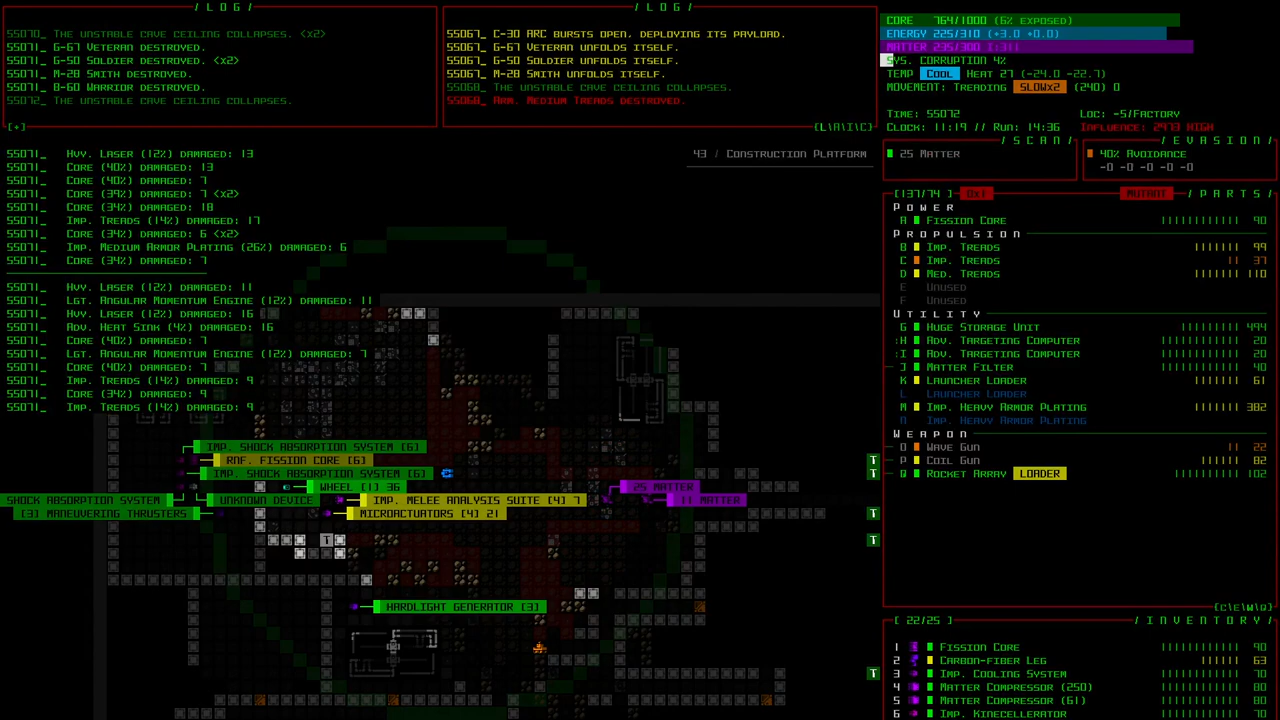 / L O G /
55070_ The unstable cave ceiling collapses. <x2>
55071_ G-67 Veteran destroyed.
55071_ G-50 Soldier destroyed. <x2>
55071_ M-28 Smith destroyed.
55071_ B-60 Warrior destroyed.
55072_ The unstable cave ceiling collapses.
[+]
/ L O G /
55067_ C-30 ARC bursts open, deploying its payload.
55067_ G-67 Veteran unfolds itself.
55067_ G-50 Soldier unfolds itself.
55067_ M-28 Smith unfolds itself.
55068_ The unstable cave ceiling collapses.
55068_ Arm. Medium Treads destroyed.
(L\A\I\C)
CORE 764/1000 (6% EXPOSED)
ENERGY 225/310 (+3.0 +0.0)
MATTER 235/300
SYS. CORRUPTION 4%
TEMP Cool HEAT 27 (-24.0 -22.7)
MOVEMENT: Treading SLOWx2 (240) 0
Time: 55072 Loc: -5/Factory
Clock: 11:19 // Run: 14:36 Influence: 2973 HIGH
/ S C A N /
25 Matter
/ E V A S I O N /
40% Avoidance
-0 -0 -0 -0 -0
55071_ Hvy. Laser (12%) damaged: 13
55071_ Core (40%) damaged: 13
55071_ Core (40%) damaged: 7
55071_ Core (39%) damaged: 7 <x2>
55071_ Core (34%) damaged: 18
55071_ Imp. Treads (14%) damaged: 17
55071_ Core (34%) damaged: 6 <x2>
55071_ Imp. Medium Armor Plating (26%) damaged: 6
55071_ Core (34%) damaged: 7
55071_ Hvy. Laser (12%) damaged: 11
55071_ Lgt. Angular Momentum Engine (12%) damaged: 11
55071_ Hvy. Laser (12%) damaged: 16
55071_ Adv. Heat Sink (4%) damaged: 16
55071_ Core (40%) damaged: 7
55071_ Lgt. Angular Momentum Engine (12%) damaged: 7
55071_ Core (40%) damaged: 7
55071_ Imp. Treads (14%) damaged: 9
55071_ Core (34%) damaged: 9
55071_ Imp. Treads (14%) damaged: 9
43 / Construction Platform
Imp. Shock Absorption System [6]
Rnf. Fission Core [6]
Imp. Shock Absorption System [6]
Wheel [1] 36
Shock Absorption System
Unknown Device
Imp. Melee Analysis Suite [4] 7
[3] Maneuvering Thrusters
Microactuators [4] 21
25 Matter
11 Matter
Hardlight Generator [3]
T
T
T
T
T
T
[137/74] 0x1 MUTANT / P A R T S /
P o w e r
A Fission Core 90
P r o p u l s i o n
B Imp. Treads 99
C Imp. Treads 37
D Med. Treads 110
E Unused
F Unused
U t i l i t y
G Huge Storage Unit 494
:H Adv. Targeting Computer 20
:I Adv. Targeting Computer 20
J Matter Filter 40
K Launcher Loader 61
L Launcher Loader
M Imp. Heavy Armor Plating 382
N Imp. Heavy Armor Plating
W e a p o n
O Wave Gun 22
P Coil Gun 82
Q Rocket Array LOADER 102
(C\E\W\Q)
[ 22/25 ] / I N V E N T O R Y /
1 Fission Core 90
2 Carbon-fiber Leg 63
3 Imp. Cooling System 70
4 Matter Compressor (250) 80
5 Matter Compressor (61) 80
6 Imp. Kinecellerator 70